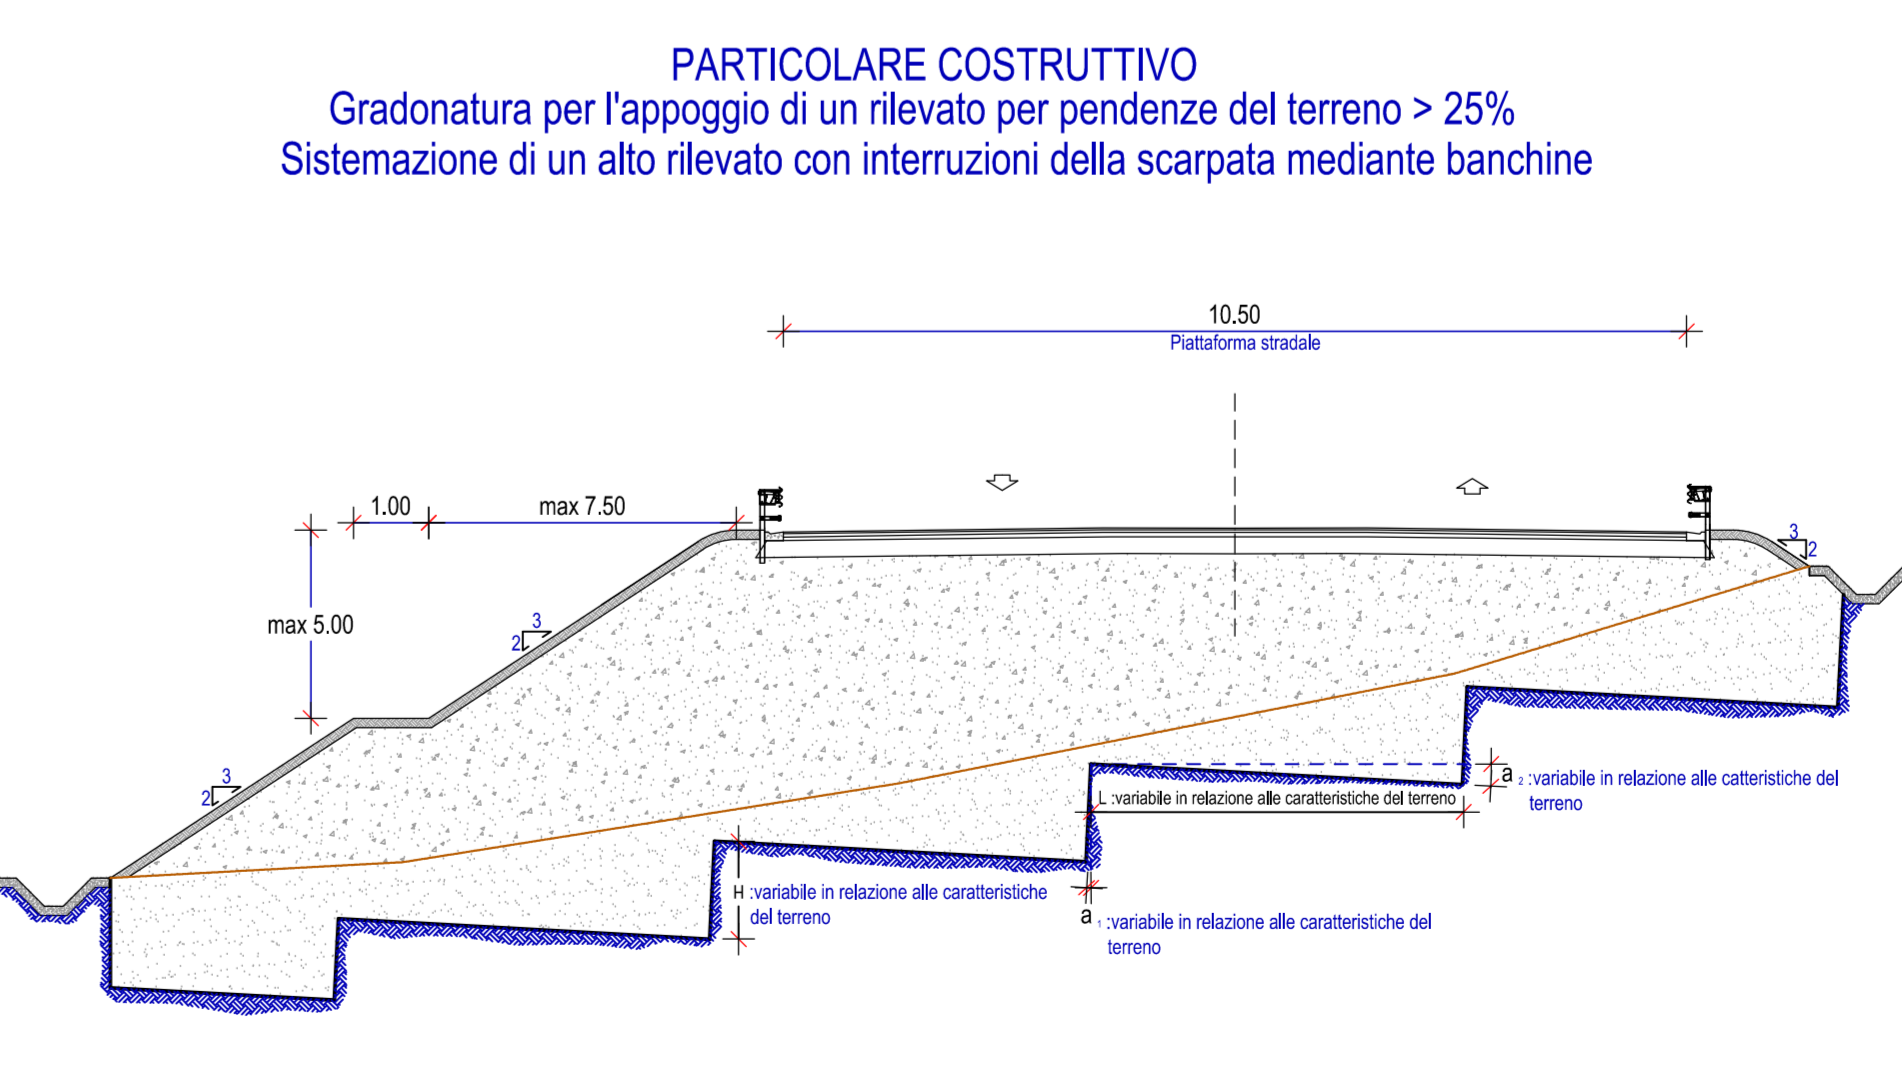 PARTICOLARE COSTRUTTIVO
Gradonatura per l'appoggio di un rilevato per pendenze del terreno > 25%
Sistemazione di un alto rilevato con interruzioni della scarpata mediante banchine
10.50
Piattaforma stradale
1.00
max 7.50
max 5.00
3
2
3
2
3
2
L :variabile in relazione alle caratteristiche del terreno
a 2 :variabile in relazione alle catteristiche del
terreno
H :variabile in relazione alle caratteristiche
del terreno
a 1 :variabile in relazione alle caratteristiche del
terreno